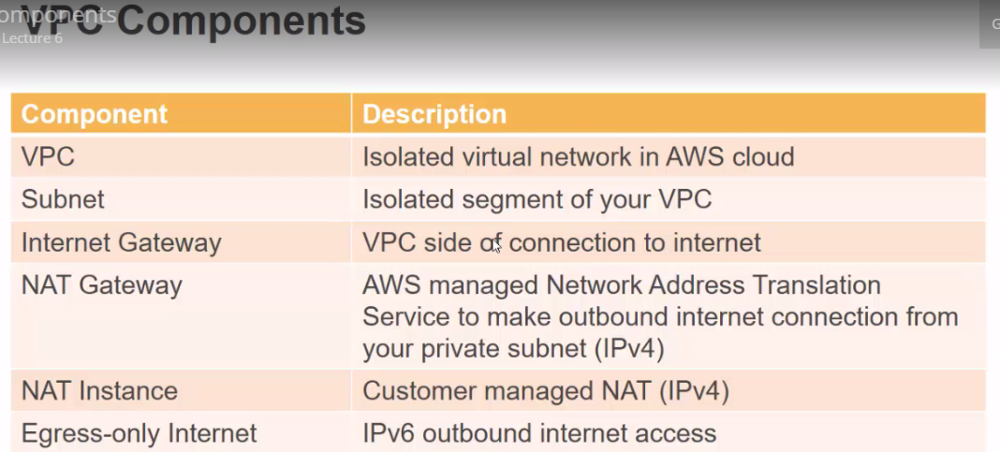 omponents
Lecture 6
VPC Components
G
Component Description
VPC Isolated virtual network in AWS cloud
Subnet Isolated segment of your VPC
Internet Gateway VPC side of connection to internet
NAT Gateway AWS managed Network Address Translation
Service to make outbound internet connection from
your private subnet (IPv4)
NAT Instance Customer managed NAT (IPv4)
Egress-only Internet IPv6 outbound internet access